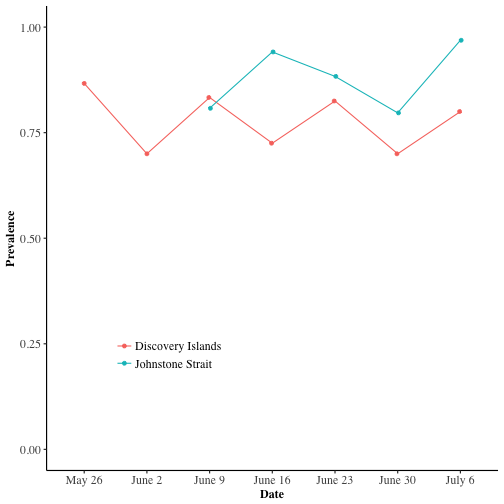 1.00
0.75
0.50
0.25
0.00
Prevalence
Discovery Islands
Johnstone Strait
May 26 June 2 June 9 June 16 June 23 June 30 July 6
Date